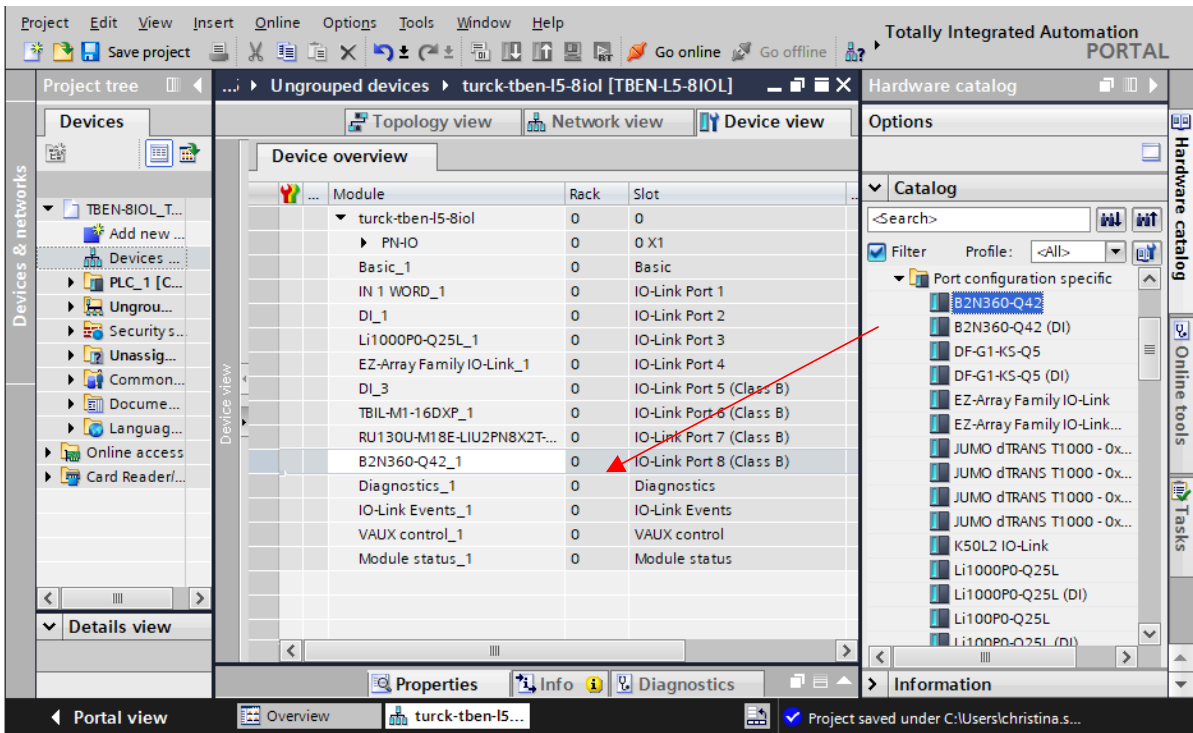 Project Edit View Insert Online Options Tools Window Help
Totally Integrated Automation
PORTAL
Save project Go online Go offline
Project tree
...i Ungrouped devices turck-tben-l5-8iol [TBEN-L5-8IOL]
Hardware catalog
Devices
Topology view Network view Device view
Options
Device overview
... Module Rack Slot ..
turck-tben-l5-8iol 0 0
PN-IO 0 0 X1
Basic_1 0 Basic
IN 1 WORD_1 0 IO-Link Port 1
DI_1 0 IO-Link Port 2
Li1000P0-Q25L_1 0 IO-Link Port 3
EZ-Array Family IO-Link_1 0 IO-Link Port 4
DI_3 0 IO-Link Port 5 (Class B)
TBIL-M1-16DXP_1 0 IO-Link Port 6 (Class B)
RU130U-M18E-LIU2PN8X2T-... 0 IO-Link Port 7 (Class B)
B2N360-Q42_1 0 IO-Link Port 8 (Class B)
Diagnostics_1 0 Diagnostics
IO-Link Events_1 0 IO-Link Events
VAUX control_1 0 VAUX control
Module status_1 0 Module status
TBEN-8IOL_T...
Add new ...
Devices ...
PLC_1 [C...
Ungrou...
Security s...
Unassig...
Common...
Docume...
Languag...
Online access
Card Reader/...
Details view
Devices & networks
Device view
Catalog
<Search>
Filter Profile: <All>
Port configuration specific
B2N360-Q42
B2N360-Q42 (DI)
DF-G1-KS-Q5
DF-G1-KS-Q5 (DI)
EZ-Array Family IO-Link
EZ-Array Family IO-Link...
JUMO dTRANS T1000 - 0x...
JUMO dTRANS T1000 - 0x...
JUMO dTRANS T1000 - 0x...
JUMO dTRANS T1000 - 0x...
K50L2 IO-Link
Li1000P0-Q25L
Li1000P0-Q25L (DI)
Li100P0-Q25L
Li100P0-Q25L (DI)
Information
Hardware catalog
Online tools
Tasks
Properties Info Diagnostics
Portal view Overview turck-tben-l5... Project saved under C:\Users\christina.s...